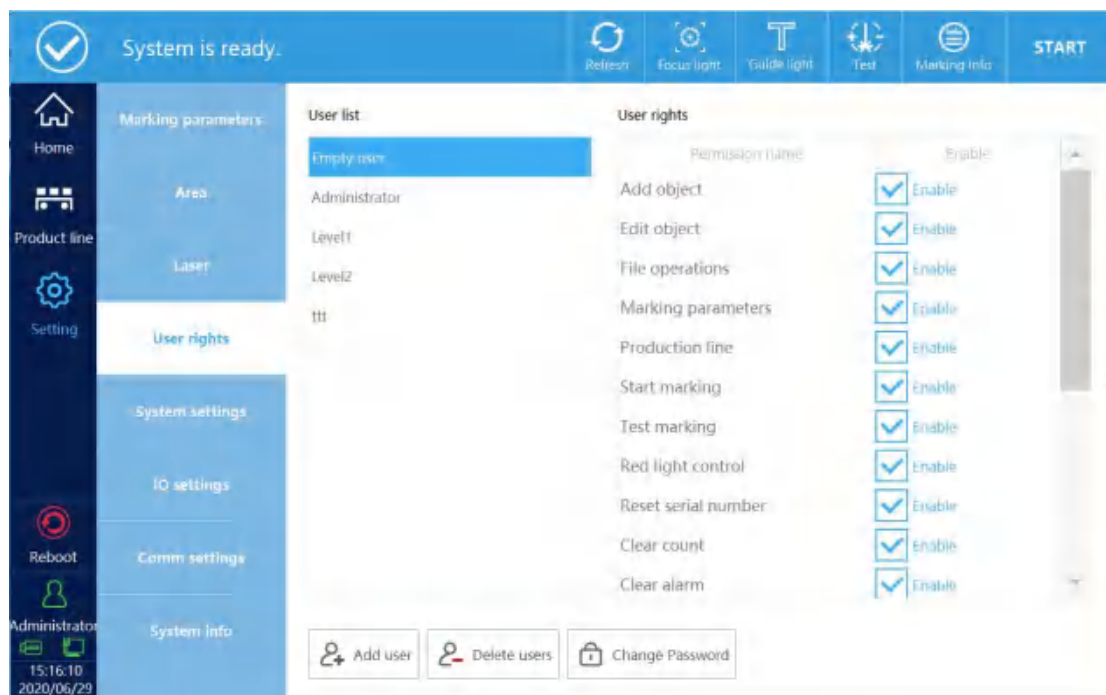 System is ready.
Refresh
Focus light
Guide light
Test
Marking Info
START
Home
Product line
Setting
Reboot
Administrator
15:16:10
2020/06/29
Marking parameters
Area
Laser
User rights
System settings
IO settings
Comm settings
System info
User list
Empty user
Administrator
Level1
Level2
ttt
User rights
Permission name Enable
Add object Enable
Edit object Enable
File operations Enable
Marking parameters Enable
Production line Enable
Start marking Enable
Test marking Enable
Red light control Enable
Reset serial number Enable
Clear count Enable
Clear alarm Enable
Add user
Delete users
Change Password